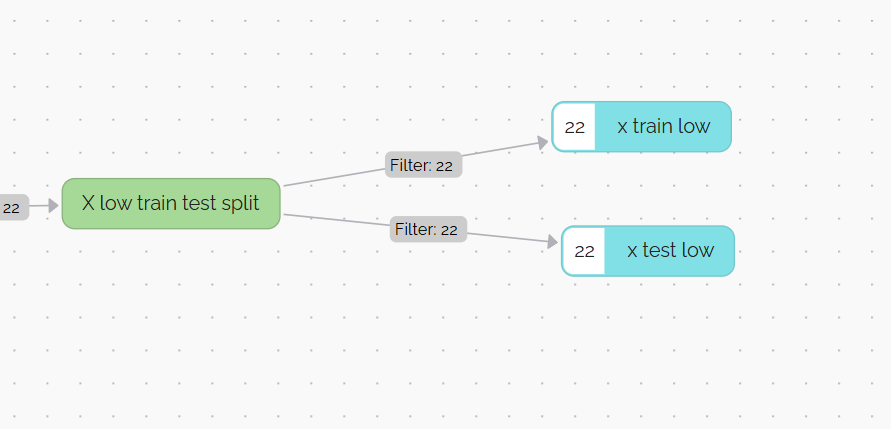 22
X low train test split
Filter: 22
22
x train low
Filter: 22
22
x test low